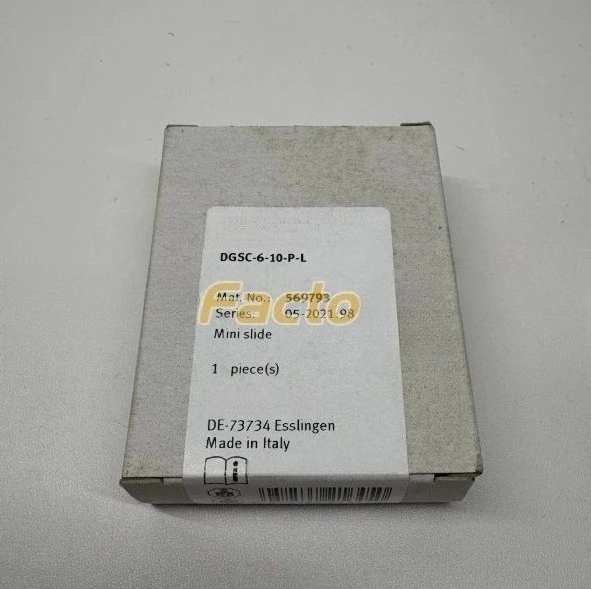 DGSC-6-10-P-L
Mat. No.: 569793
Series: 05-2021-98
Facto
Mini slide
1 piece(s)
DE-73734 Esslingen
Made in Italy